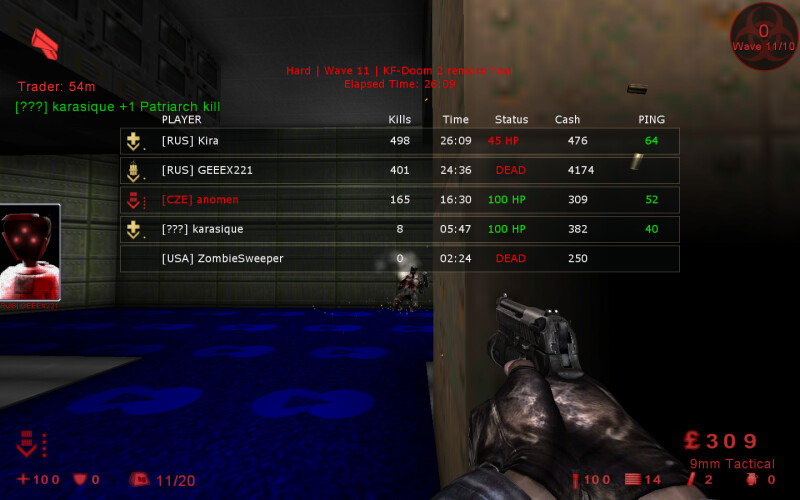 0
Wave 11/10
Hard | Wave 11 | KF-Doom 2 remake final
Elapsed Time: 26:09
Trader: 54m
[???] karasique +1 Patriarch kill
PLAYER Kills Time Status Cash PING
[RUS] Kira 498 26:09 45 HP 476 64
[RUS] GEEEX221 401 24:36 DEAD 4174
[CZE] anomen 165 16:30 100 HP 309 52
[???] karasique 8 05:47 100 HP 382 40
[USA] ZombieSweeper 0 02:24 DEAD 250
GEEEX221
£309
9mm Tactical
100 0 11/20 100 14 2 0